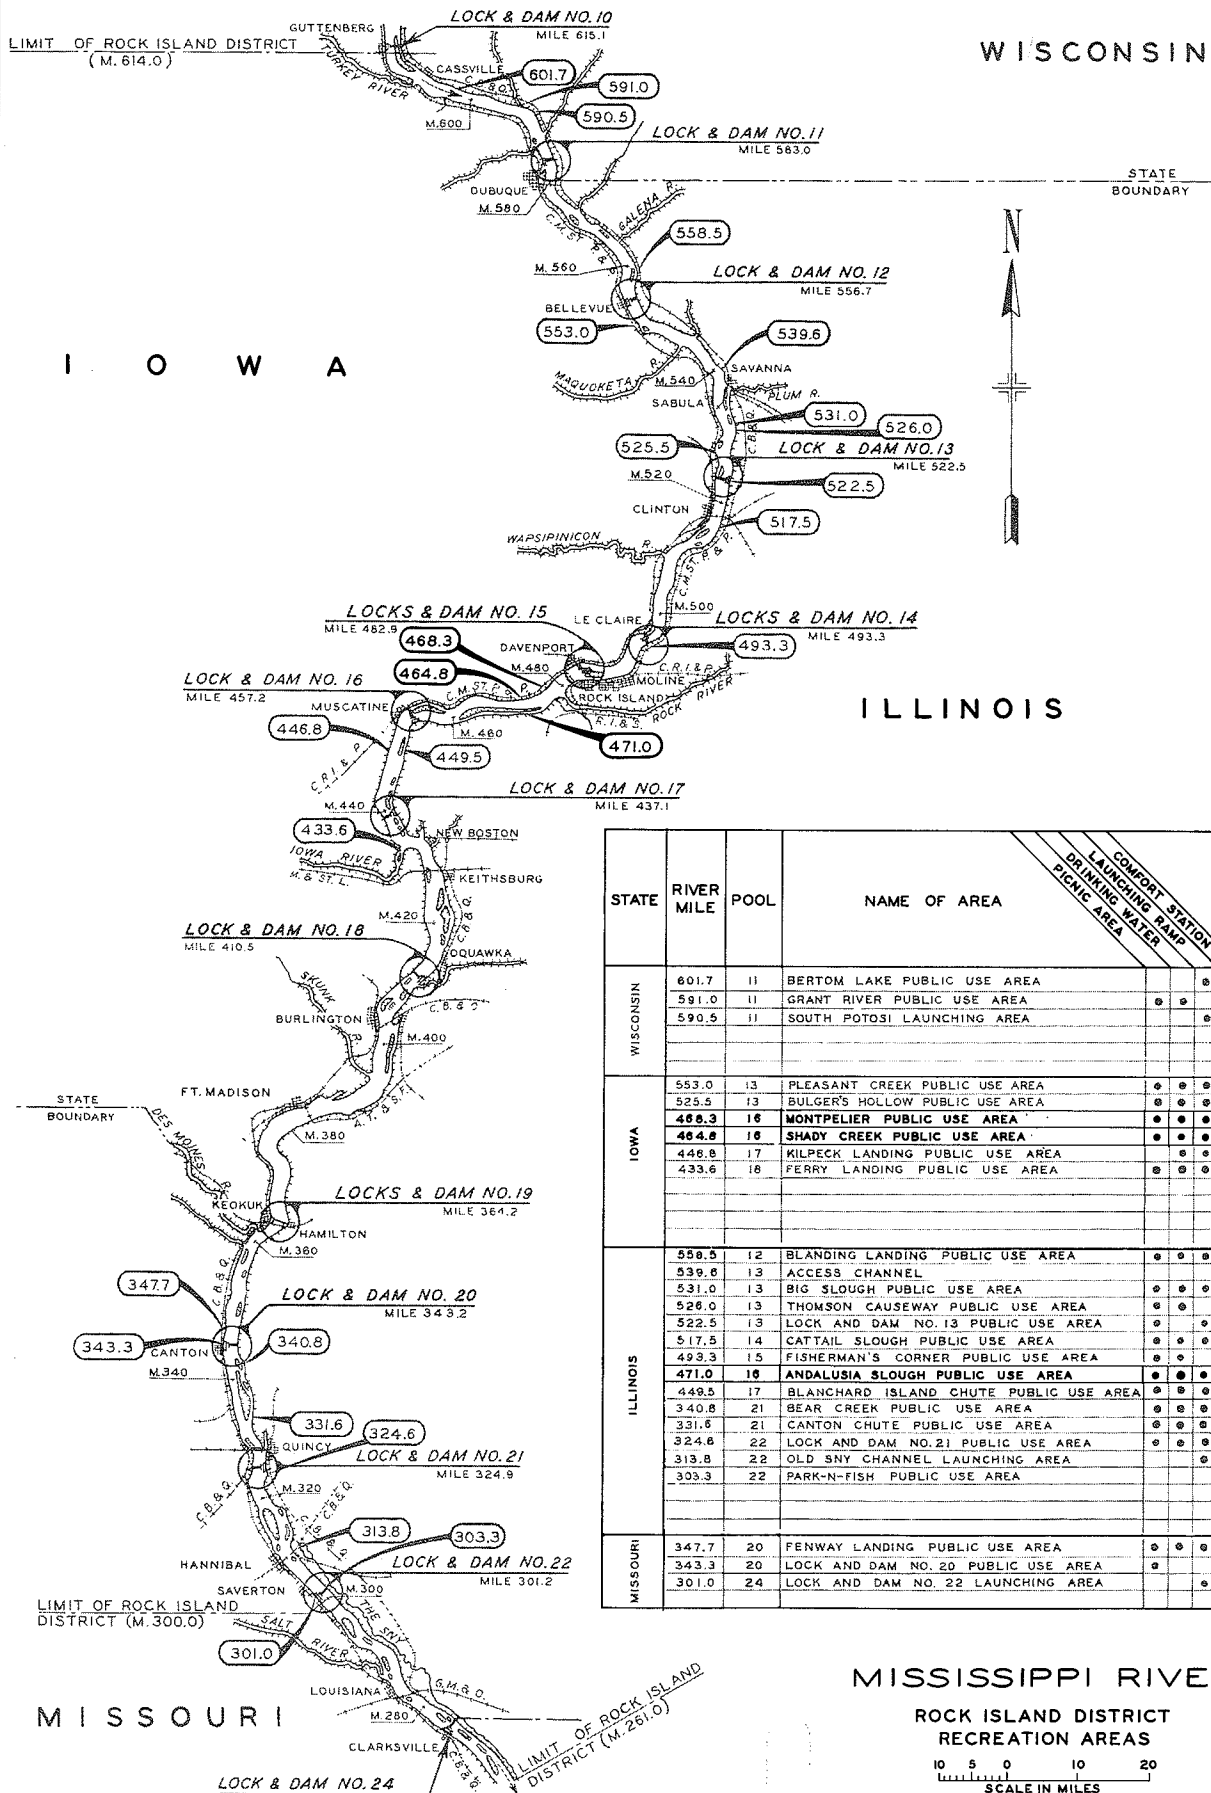 LOCK & DAM NO. 10
MILE 615.1
GUTTENBERG
LIMIT OF ROCK ISLAND DISTRICT
(M. 614.0)
WISCONSIN
TURKEY RIVER
CASSVILLE
C.B.&Q.
601.7
591.0
590.5
M.600
LOCK & DAM NO. 11
MILE 583.0
STATE
BOUNDARY
DUBUQUE
M.580
GALENA R.
C.M.ST. P. & P.
558.5
N
M. 560
LOCK & DAM NO. 12
MILE 556.7
BELLEVUE
553.0
539.6
IOWA
SAVANNA
MAQUOKETA R.
M.540
PLUM R.
SABULA
531.0
526.0
C.B.&Q.
525.5
LOCK & DAM NO. 13
MILE 522.5
M.520
522.5
CLINTON
517.5
WAPSIPINICON R.
C.M.ST. P. & P.
M.500
LOCKS & DAM NO. 15
MILE 482.9
LE CLAIRE
LOCKS & DAM NO. 14
MILE 493.3
468.3
DAVENPORT
493.3
464.8
M.480
C.R.I.& P.
MOLINE
LOCK & DAM NO. 16
MILE 457.2
C.M.ST. P. & P.
ROCK ISLAND
ROCK RIVER
R.I.& S.
MUSCATINE
ILLINOIS
446.8
M.460
471.0
449.5
C.R.I. & P.
LOCK & DAM NO. 17
MILE 437.1
M.440
433.6
NEW BOSTON
IOWA RIVER
M. & ST. L.
KEITHSBURG
M.420
C.B.& Q.
LOCK & DAM NO. 18
MILE 410.5
OQUAWKA
SKUNK R.
C.B.& Q.
BURLINGTON
M.400
FT. MADISON
STATE
BOUNDARY
A.T. & S.F.
DES MOINES R.
M.380
LOCKS & DAM NO. 19
MILE 364.2
KEOKUK
HAMILTON
M.360
347.7
C.B.& Q.
LOCK & DAM NO. 20
MILE 343.2
343.3
CANTON
340.8
M.340
331.6
324.6
QUINCY
LOCK & DAM NO. 21
MILE 324.9
M.320
C.B.& Q.
C.B.& Q.
C.B.& Q.
313.8
303.3
HANNIBAL
LOCK & DAM NO. 22
MILE 301.2
SAVERTON
M.300
LIMIT OF ROCK ISLAND
DISTRICT (M.300.0)
THE SNY
SALT RIVER
301.0
LOUISIANA
G.M.& O.
M.280
MISSOURI
CLARKSVILLE
C.B.& Q.
LIMIT OF ROCK ISLAND
DISTRICT (M.261.0)
LOCK & DAM NO. 24
STATE RIVER MILE POOL NAME OF AREA PICNIC AREA DRINKING WATER LAUNCHING RAMP COMFORT STATION
WISCONSIN
601.7 11 BERTOM LAKE PUBLIC USE AREA
591.0 11 GRANT RIVER PUBLIC USE AREA
590.5 11 SOUTH POTOSI LAUNCHING AREA
IOWA
553.0 13 PLEASANT CREEK PUBLIC USE AREA
525.5 13 BULGER'S HOLLOW PUBLIC USE AREA
468.3 16 MONTPELIER PUBLIC USE AREA
464.8 16 SHADY CREEK PUBLIC USE AREA
446.8 17 KILPECK LANDING PUBLIC USE AREA
433.6 18 FERRY LANDING PUBLIC USE AREA
ILLINOIS
558.5 12 BLANDING LANDING PUBLIC USE AREA
539.6 13 ACCESS CHANNEL
531.0 13 BIG SLOUGH PUBLIC USE AREA
526.0 13 THOMSON CAUSEWAY PUBLIC USE AREA
522.5 13 LOCK AND DAM NO. 13 PUBLIC USE AREA
517.5 14 CATTAIL SLOUGH PUBLIC USE AREA
493.3 15 FISHERMAN'S CORNER PUBLIC USE AREA
471.0 16 ANDALUSIA SLOUGH PUBLIC USE AREA
449.5 17 BLANCHARD ISLAND CHUTE PUBLIC USE AREA
340.8 21 BEAR CREEK PUBLIC USE AREA
331.6 21 CANTON CHUTE PUBLIC USE AREA
324.6 22 LOCK AND DAM NO. 21 PUBLIC USE AREA
313.8 22 OLD SNY CHANNEL LAUNCHING AREA
303.3 22 PARK-N-FISH PUBLIC USE AREA
MISSOURI
347.7 20 FENWAY LANDING PUBLIC USE AREA
343.3 20 LOCK AND DAM NO. 20 PUBLIC USE AREA
301.0 24 LOCK AND DAM NO. 22 LAUNCHING AREA
MISSISSIPPI RIVE
ROCK ISLAND DISTRICT
RECREATION AREAS
10 5 0 10 20
SCALE IN MILES